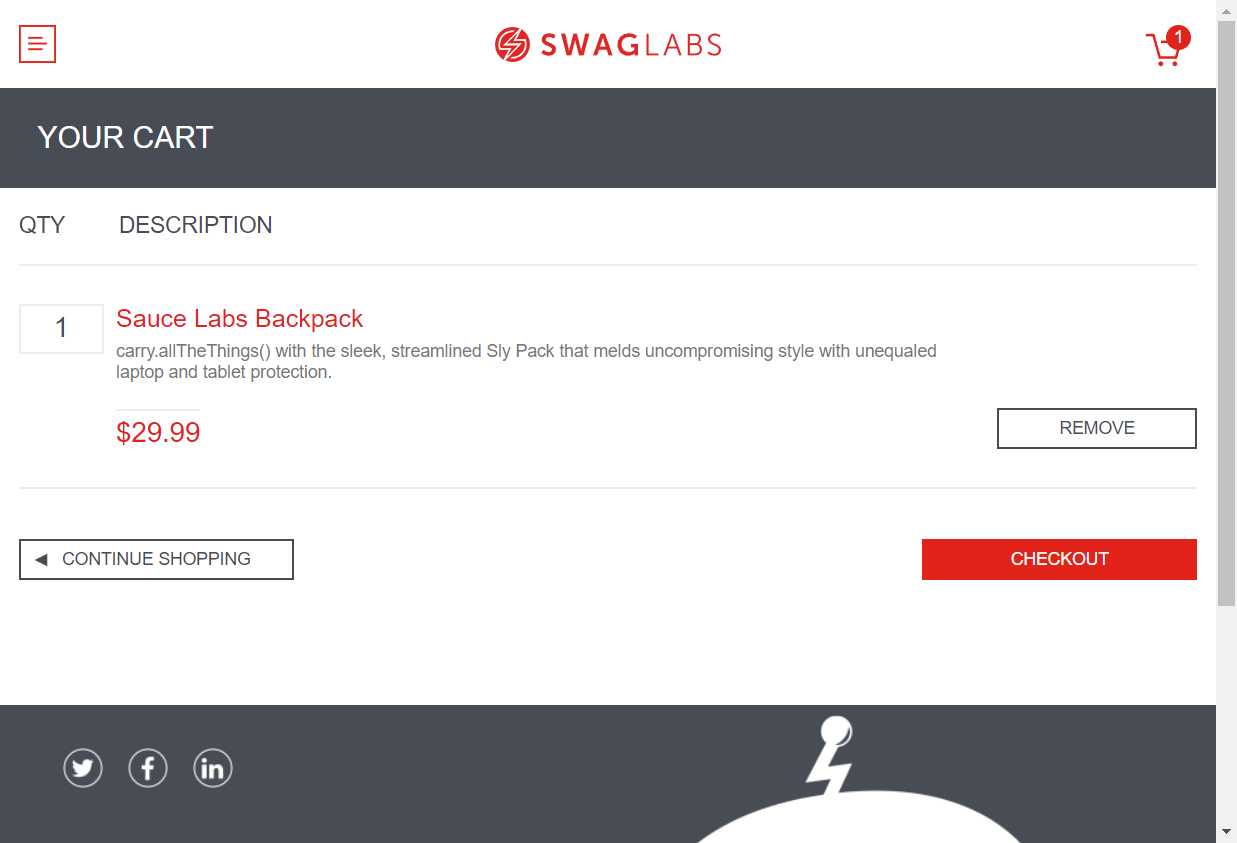 SWAGLABS
1
YOUR CART
QTY DESCRIPTION
1
Sauce Labs Backpack
carry.allTheThings() with the sleek, streamlined Sly Pack that melds uncompromising style with unequaled
laptop and tablet protection.
$29.99
REMOVE
CONTINUE SHOPPING
CHECKOUT
in